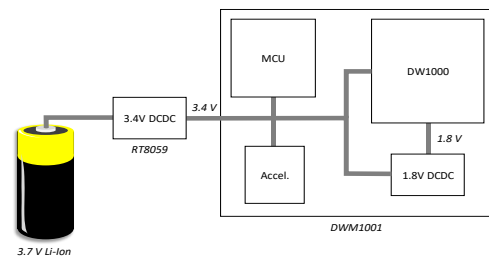 MCU
DW1000
3.4 V
3.4V DCDC
RT8059
1.8 V
Accel.
1.8V DCDC
DWM1001
3.7 V Li-Ion